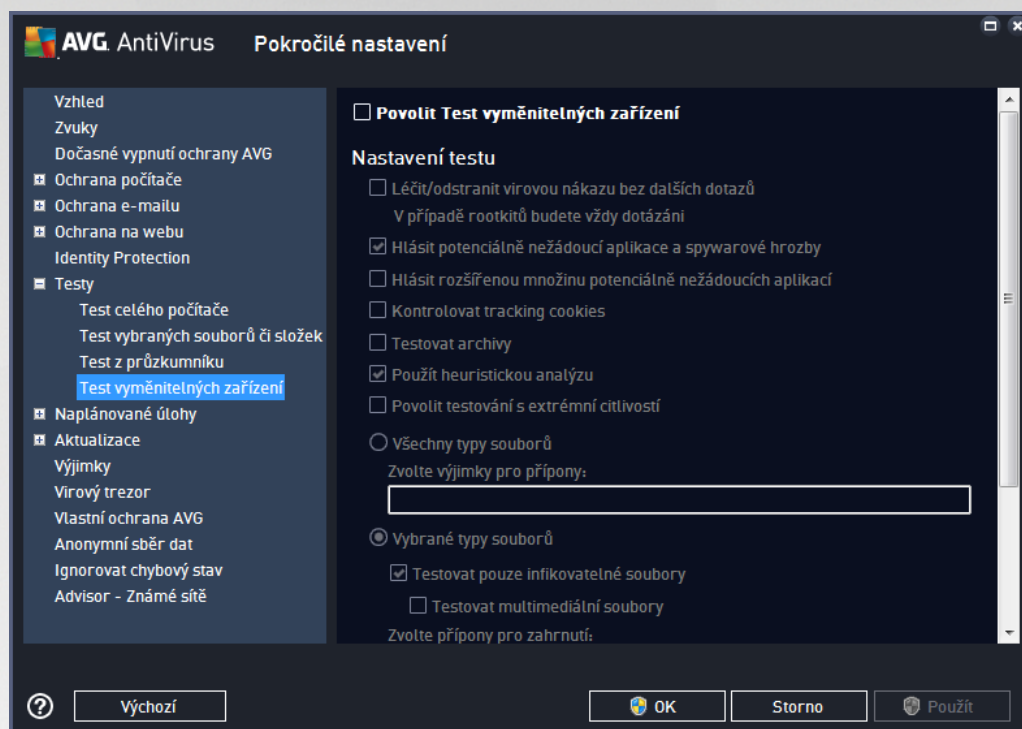 AVG. AntiVirus Pokročilé nastavení
Vzhled
Zvuky
Dočasné vypnutí ochrany AVG
Ochrana počítače
Ochrana e-mailu
Ochrana na webu
Identity Protection
Testy
Test celého počítače
Test vybraných souborů či složek
Test z průzkumníku
Test vyměnitelných zařízení
Naplánované úlohy
Aktualizace
Výjimky
Virový trezor
Vlastní ochrana AVG
Anonymní sběr dat
Ignorovat chybový stav
Advisor - Známé sítě
Povolit Test vyměnitelných zařízení
Nastavení testu
Léčit/odstranit virovou nákazu bez dalších dotazů
V případě rootkitů budete vždy dotázáni
Hlásit potenciálně nežádoucí aplikace a spywarové hrozby
Hlásit rozšířenou množinu potenciálně nežádoucích aplikací
Kontrolovat tracking cookies
Testovat archivy
Použít heuristickou analýzu
Povolit testování s extrémní citlivostí
Všechny typy souborů
Zvolte výjimky pro přípony:
Vybrané typy souborů
Testovat pouze infikovatelné soubory
Testovat multimediální soubory
Zvolte přípony pro zahrnutí:
? Výchozí OK Storno Použít